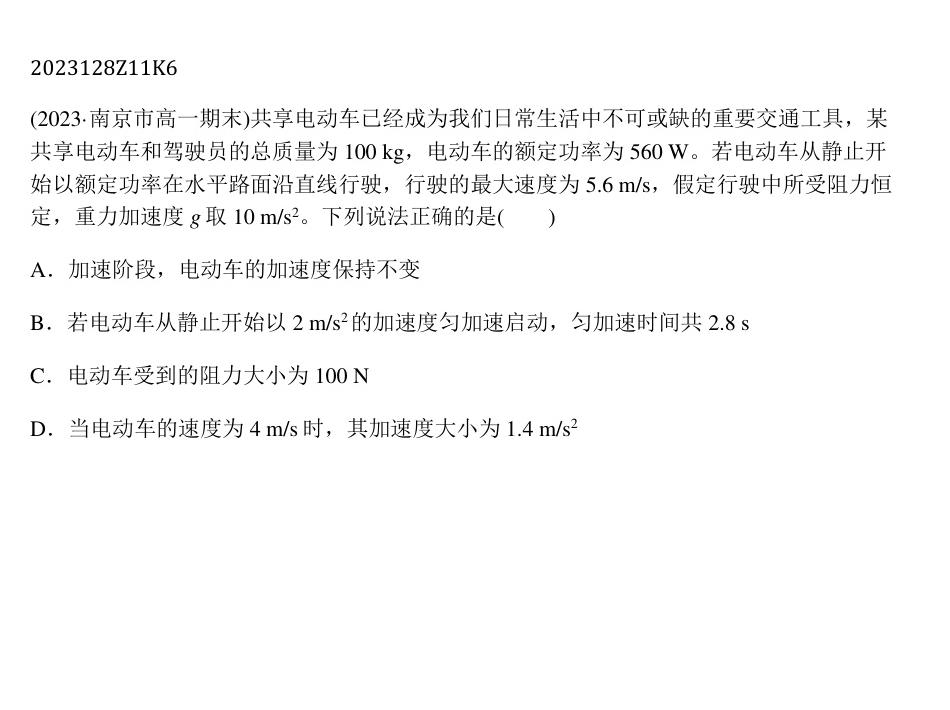 2023128Z11K6
(2023·南京市高一期末)共享电动车已经成为我们日常生活中不可或缺的重要交通工具，某
共享电动车和驾驶员的总质量为 100 kg，电动车的额定功率为 560 W。若电动车从静止开
始以额定功率在水平路面沿直线行驶，行驶的最大速度为 5.6 m/s，假定行驶中所受阻力恒
定，重力加速度 g 取 10 m/s²。下列说法正确的是(　　)
A．加速阶段，电动车的加速度保持不变
B．若电动车从静止开始以 2 m/s² 的加速度匀加速启动，匀加速时间共 2.8 s
C．电动车受到的阻力大小为 100 N
D．当电动车的速度为 4 m/s 时，其加速度大小为 1.4 m/s²